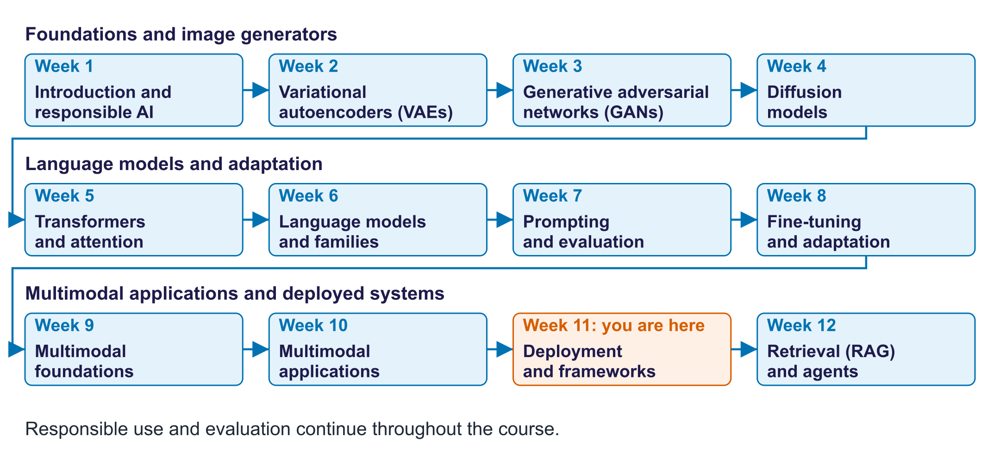 Foundations and image generators
Week 1
Introduction and
responsible AI
Week 2
Variational
autoencoders (VAEs)
Week 3
Generative adversarial
networks (GANs)
Week 4
Diffusion
models
Language models and adaptation
Week 5
Transformers
and attention
Week 6
Language models
and families
Week 7
Prompting
and evaluation
Week 8
Fine-tuning
and adaptation
Multimodal applications and deployed systems
Week 9
Multimodal
foundations
Week 10
Multimodal
applications
Week 11: you are here
Deployment
and frameworks
Week 12
Retrieval (RAG)
and agents
Responsible use and evaluation continue throughout the course.